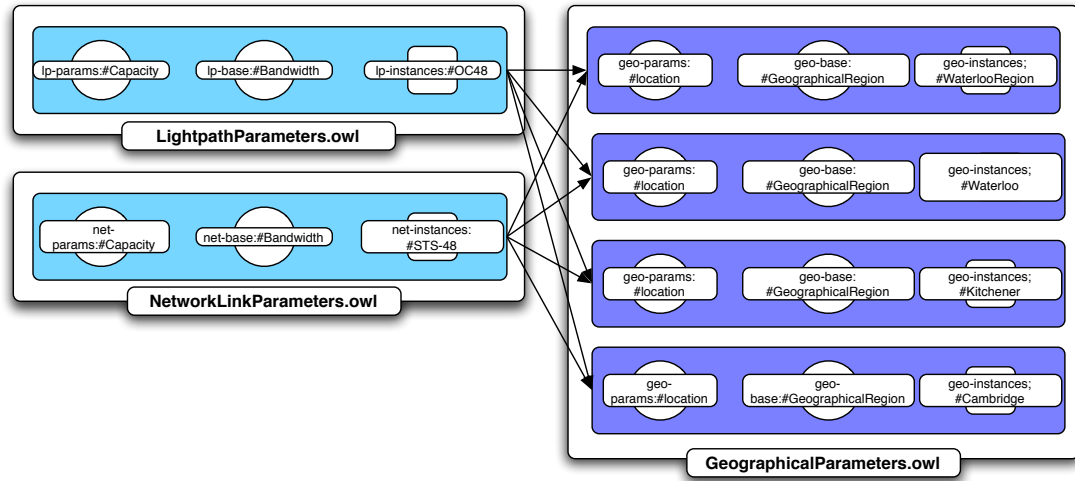 lp-params:#Capacity
lp-base:#Bandwidth
lp-instances:#OC48
LightpathParameters.owl
net-
params:#Capacity
net-base:#Bandwidth
net-instances:
#STS-48
NetworkLinkParameters.owl
geo-params:
#location
geo-base:
#GeographicalRegion
geo-instances;
#WaterlooRegion
geo-params:
#location
geo-base:
#GeographicalRegion
geo-instances;
#Waterloo
geo-params:
#location
geo-base:
#GeographicalRegion
geo-instances;
#Kitchener
geo-
params:#location
geo-
base:#GeographicalRegion
geo-instances;
#Cambridge
GeographicalParameters.owl